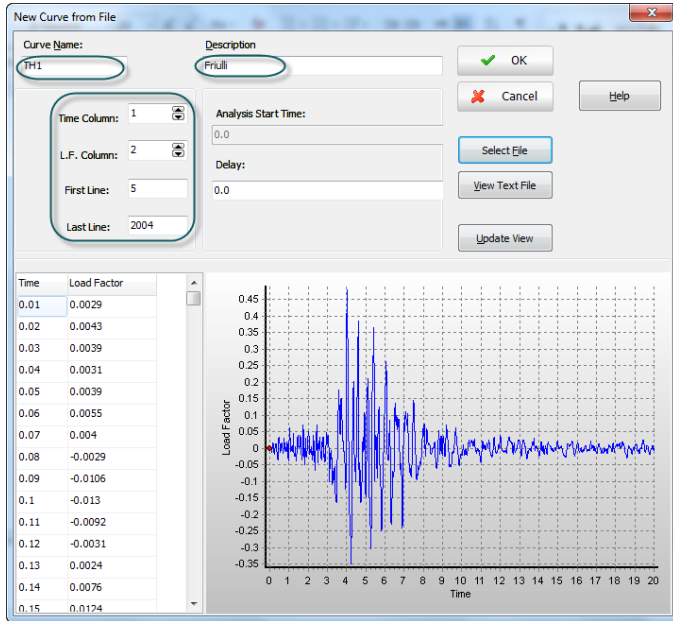 New Curve from File
Curve Name:
TH1
Description
Friulli
OK
Cancel
Help
Time Column: 1
L.F. Column: 2
First Line: 5
Last Line: 2004
Analysis Start Time:
0.0
Delay:
0.0
Select File
View Text File
Update View
Time Load Factor
0.01 0.0029
0.02 0.0043
0.03 0.0039
0.04 0.0031
0.05 0.0039
0.06 0.0055
0.07 0.004
0.08 -0.0029
0.09 -0.0106
0.1 -0.013
0.11 -0.0092
0.12 -0.0031
0.13 0.0024
0.14 0.0076
0.15 0.0124
Load Factor
0.45
0.4
0.35
0.3
0.25
0.2
0.15
0.1
0.05
0
-0.05
-0.1
-0.15
-0.2
-0.25
-0.3
-0.35
0 1 2 3 4 5 6 7 8 9 10 11 12 13 14 15 16 17 18 19 20
Time